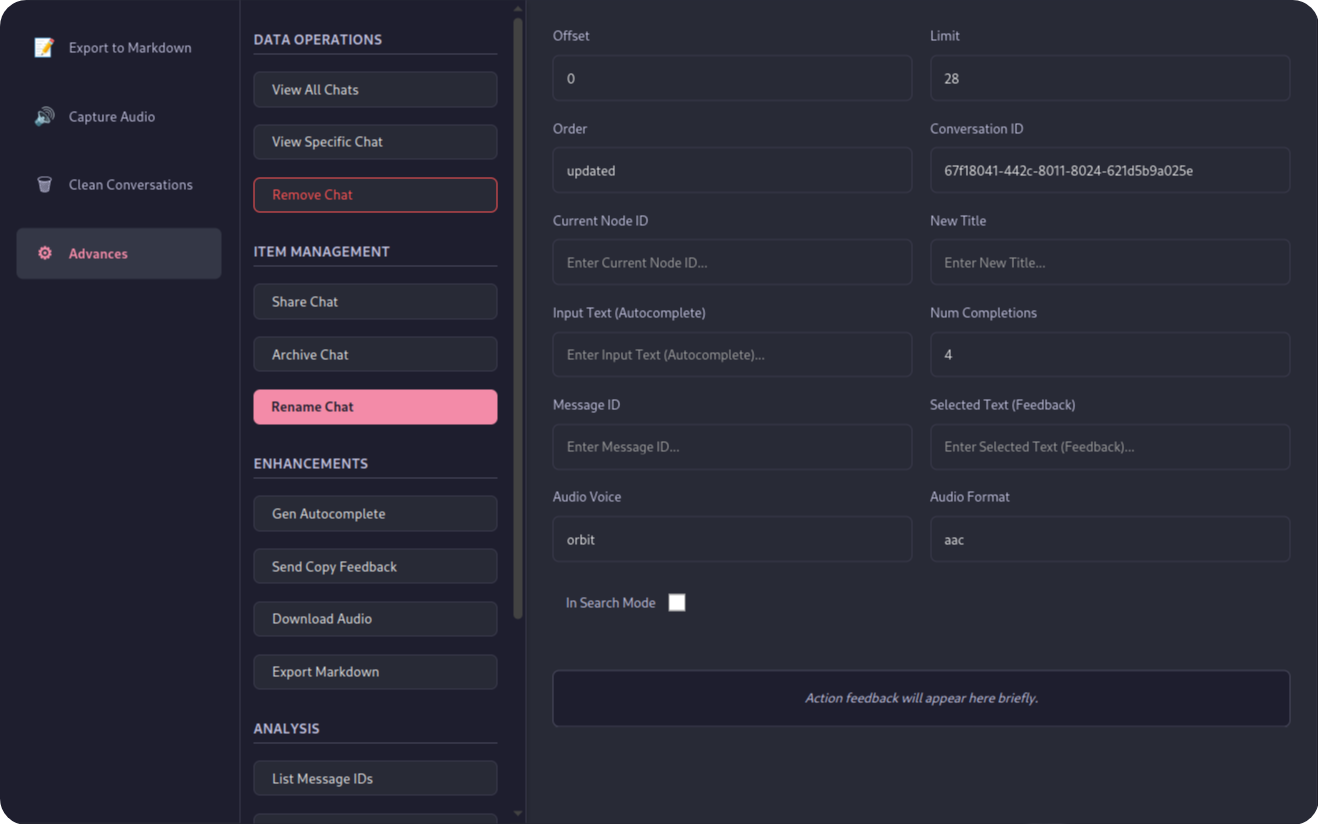 Export to Markdown
Capture Audio
Clean Conversations
Advances
DATA OPERATIONS
View All Chats
View Specific Chat
Remove Chat
ITEM MANAGEMENT
Share Chat
Archive Chat
Rename Chat
ENHANCEMENTS
Gen Autocomplete
Send Copy Feedback
Download Audio
Export Markdown
ANALYSIS
List Message IDs
Offset
0
Limit
28
Order
updated
Conversation ID
67f18041-442c-8011-8024-621d5b9a025e
Current Node ID
Enter Current Node ID...
New Title
Enter New Title...
Input Text (Autocomplete)
Enter Input Text (Autocomplete)...
Num Completions
4
Message ID
Enter Message ID...
Selected Text (Feedback)
Enter Selected Text (Feedback)...
Audio Voice
orbit
Audio Format
aac
In Search Mode
Action feedback will appear here briefly.